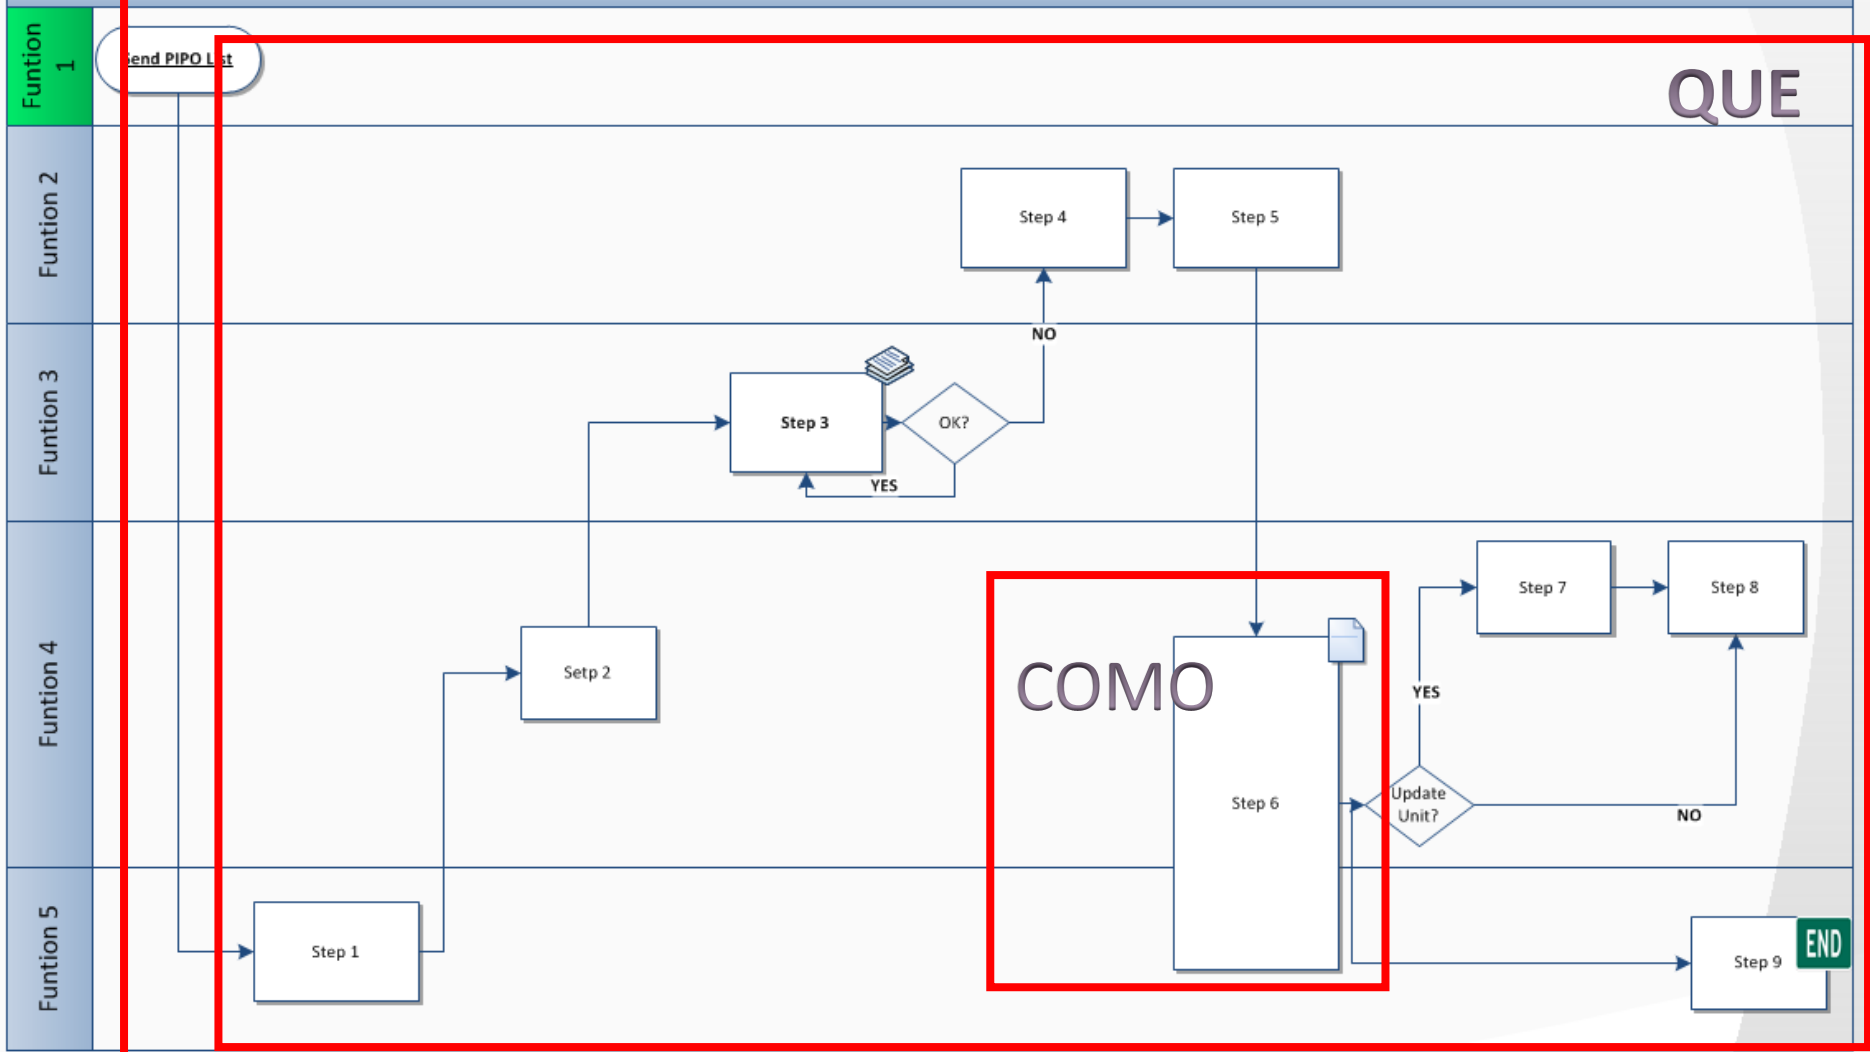 Funtion
1
Send PIPO List
QUE
Funtion 2
Step 4
Step 5
NO
Funtion 3
Step 3
OK?
YES
Funtion 4
Setp 2
COMO
Step 6
Step 7
Step 8
YES
Update
Unit?
NO
Funtion 5
Step 1
Step 9
END